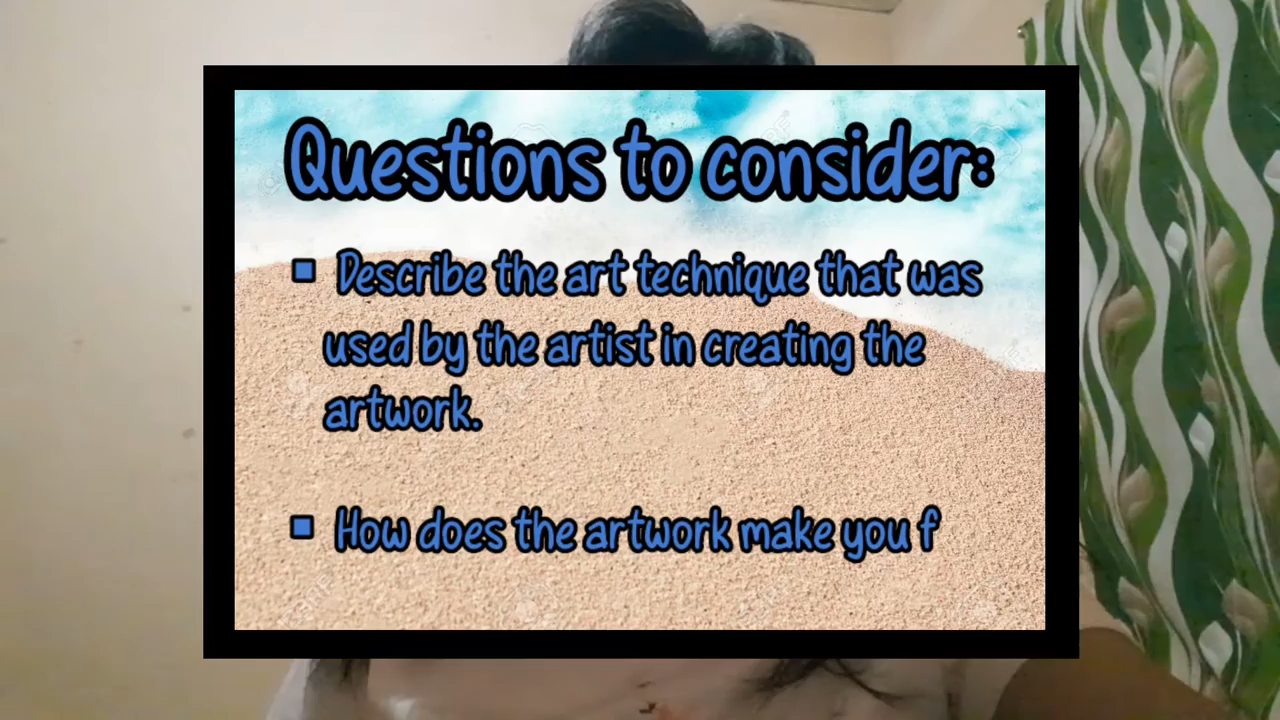 Questions to consider:
▪ Describe the art technique that was
used by the artist in creating the
artwork.
▪ How does the artwork make you f